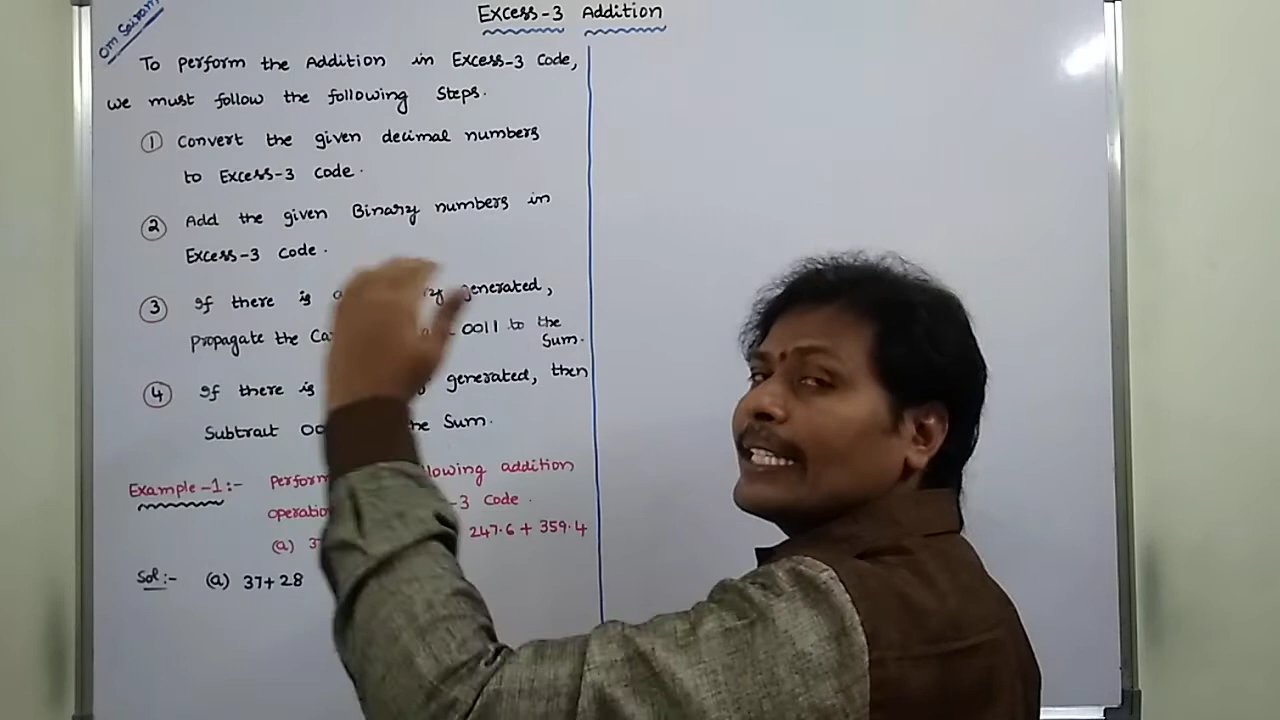 Om Sairam
Excess-3 Addition
To perform the Addition in Excess-3 code,
we must follow the following Steps.
① Convert the given decimal numbers
to Excess-3 code.
② Add the given Binary numbers in
Excess-3 code.
③ If there is generated,
propagate the 0011 to the
Sum.
④ If there is generated, then
Subtract the Sum.
Example-1:- addition
-3 Code.
(a) 247.6 + 359.4
Sol:- (a) 37+28